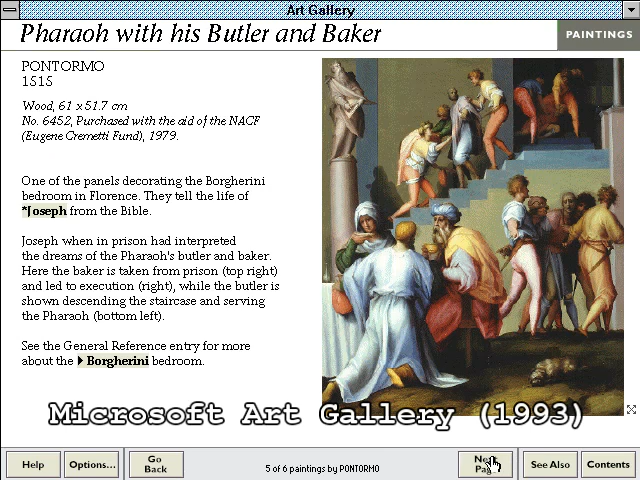 Art Gallery
Pharaoh with his Butler and Baker
PAINTINGS
PONTORMO
1515
Wood, 61 x 51.7 cm
No. 6452, Purchased with the aid of the NACF
(Eugene Cremetti Fund), 1979.
One of the panels decorating the Borgherini
bedroom in Florence. They tell the life of
*Joseph from the Bible.
Joseph when in prison had interpreted
the dreams of the Pharaoh's butler and baker.
Here the baker is taken from prison (top right)
and led to execution (right), while the butler is
shown descending the staircase and serving
the Pharaoh (bottom left).
See the General Reference entry for more
about the Borgherini bedroom.
Microsoft Art Gallery (1993)
Help
Options...
Go
Back
5 of 6 paintings by PONTORMO
Next
Page
See Also
Contents